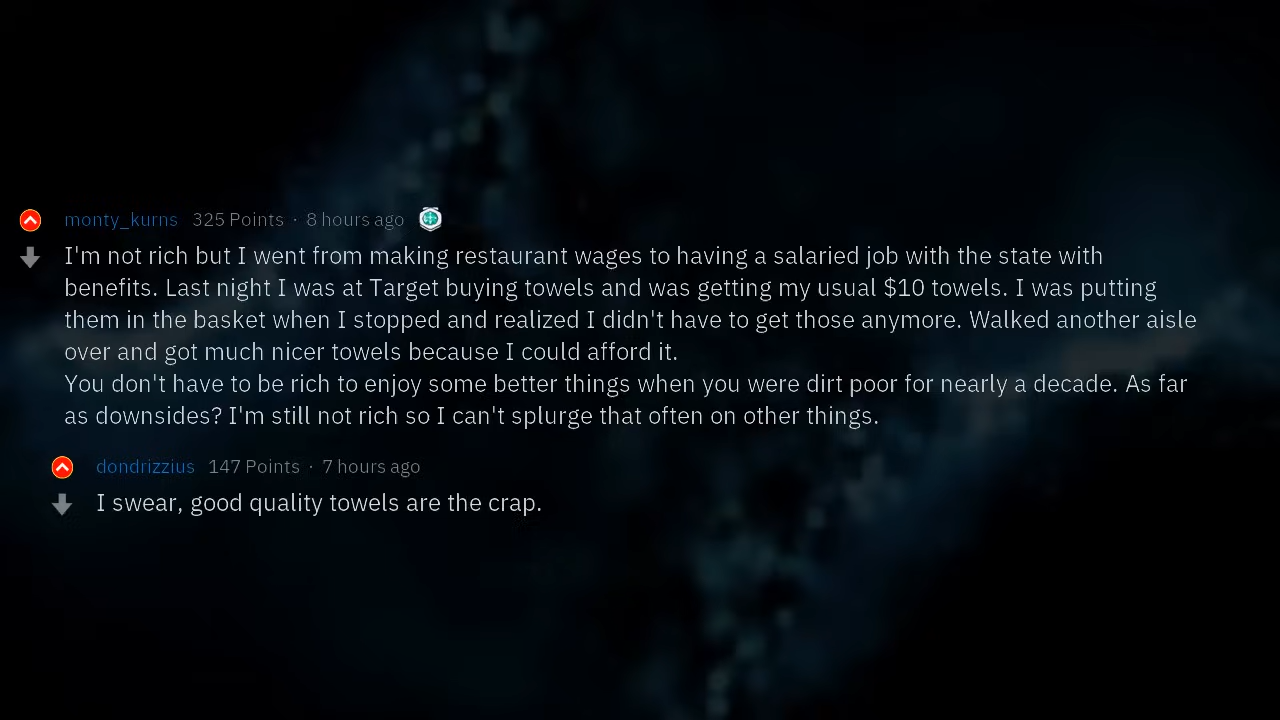 monty_kurns 325 Points · 8 hours ago
I'm not rich but I went from making restaurant wages to having a salaried job with the state with
benefits. Last night I was at Target buying towels and was getting my usual $10 towels. I was putting
them in the basket when I stopped and realized I didn't have to get those anymore. Walked another aisle
over and got much nicer towels because I could afford it.
You don't have to be rich to enjoy some better things when you were dirt poor for nearly a decade. As far
as downsides? I'm still not rich so I can't splurge that often on other things.
dondrizzius 147 Points · 7 hours ago
I swear, good quality towels are the crap.